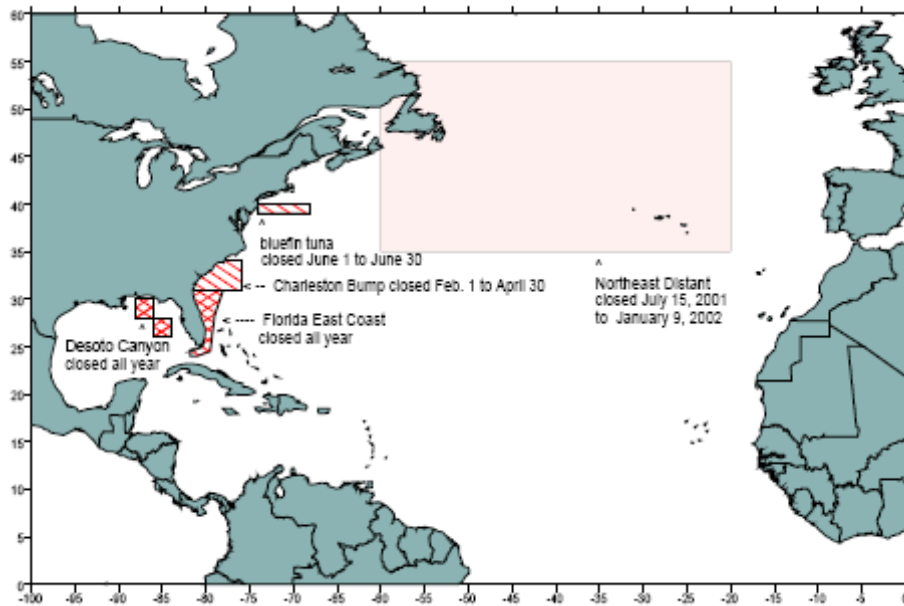 60
55
50
45
40
35
30
25
20
15
10
5
0
^
bluefin tuna
closed June 1 to June 30
<-- Charleston Bump closed Feb. 1 to April 30
<---- Florida East Coast
closed all year
^
Desoto Canyon
closed all year
^
Northeast Distant
closed July 15, 2001
to January 9, 2002
-100 -95 -90 -85 -80 -75 -70 -65 -60 -55 -50 -45 -40 -35 -30 -25 -20 -15 -10 -5 0